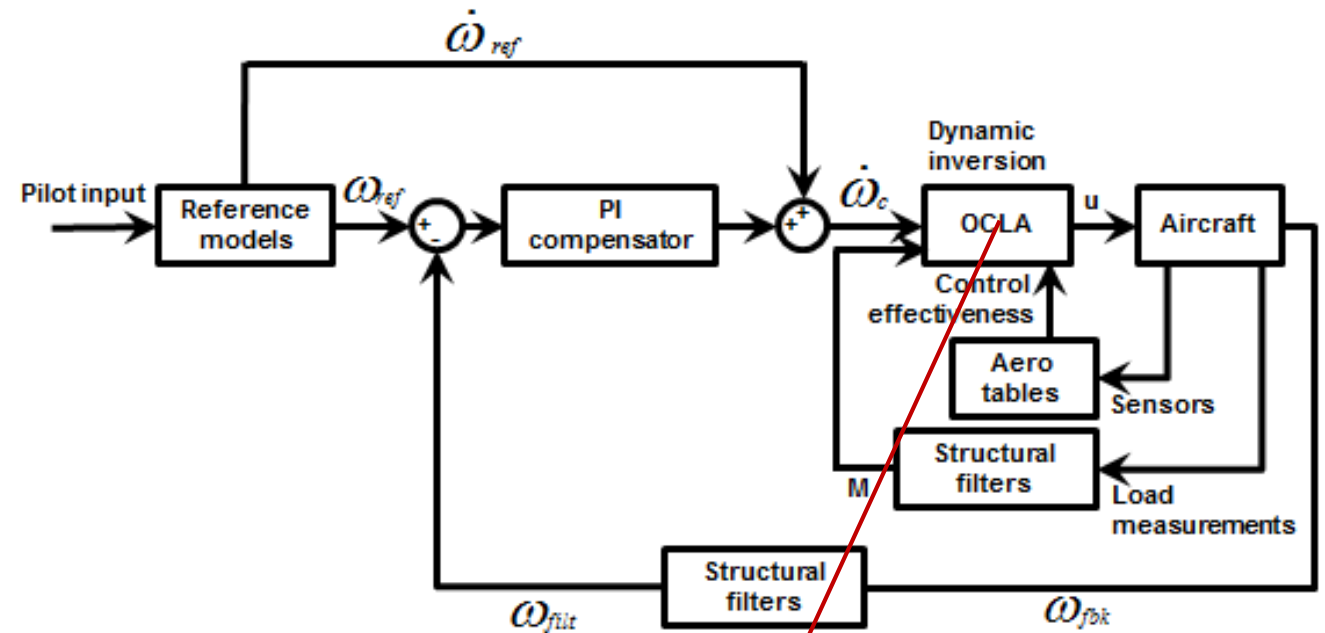 ω̇ ref
Dynamic
inversion
Pilot input
Reference
models
ωref
+
-
PI
compensator
+
+
ω̇c
OCLA
u
Aircraft
Control
effectiveness
Aero
tables
Sensors
Structural
filters
M
Load
measurements
Structural
filters
ωfilt
ωfbk